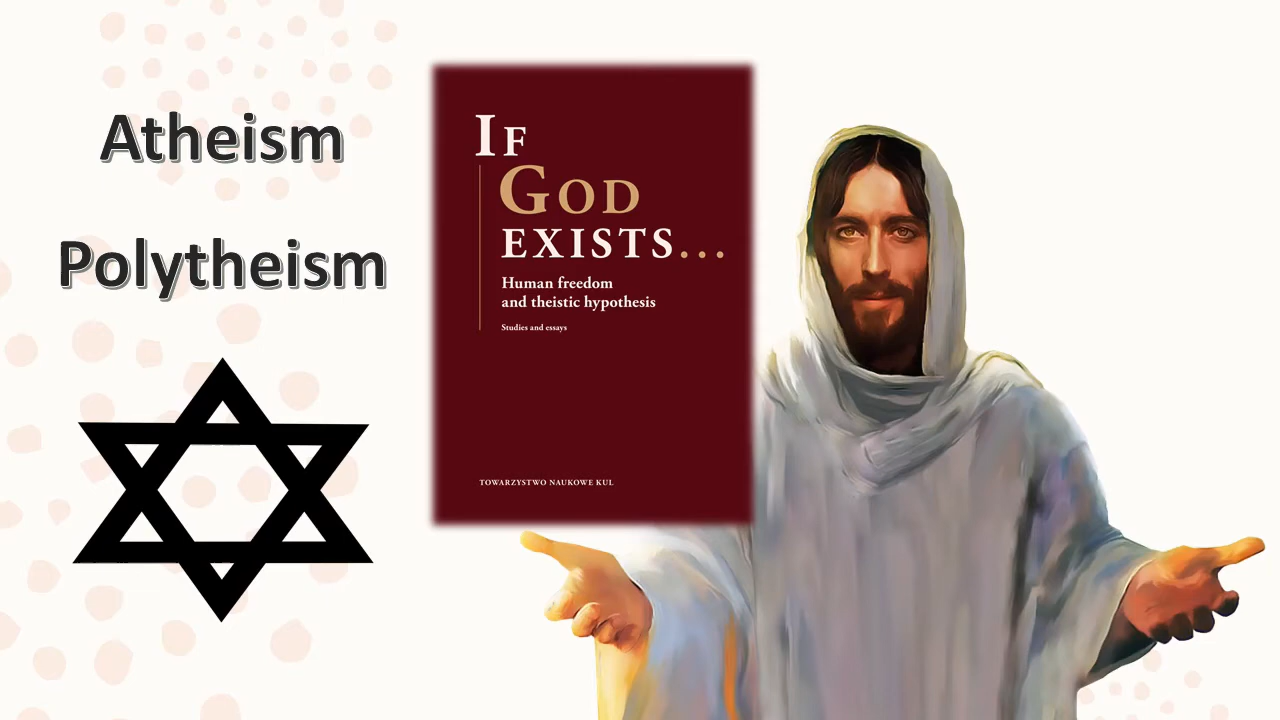 Atheism
Polytheism
IF
GOD
EXISTS...
Human freedom
and theistic hypothesis
Studies and essays
TOWARZYSTWO NAUKOWE KUL